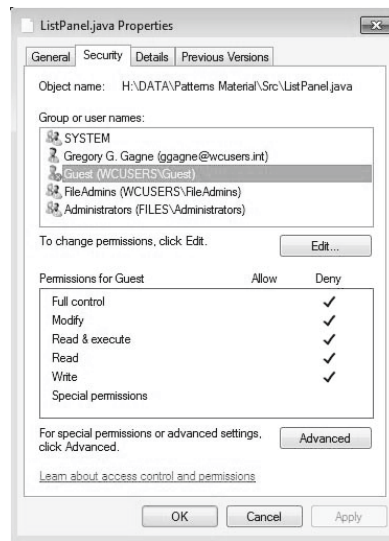 ListPanel.java Properties
General Security Details Previous Versions
Object name: H:\DATA\Patterns Material\Src\ListPanel.java
Group or user names:
SYSTEM
Gregory G. Gagne (ggagne@wcusers.int)
Guest (WCUSERS\Guest)
FileAdmins (WCUSERS\FileAdmins)
Administrators (FILES\Administrators)
To change permissions, click Edit.
Edit...
Permissions for Guest Allow Deny
Full control
Modify
Read & execute
Read
Write
Special permissions
For special permissions or advanced settings,
click Advanced.
Advanced
Learn about access control and permissions
OK Cancel Apply